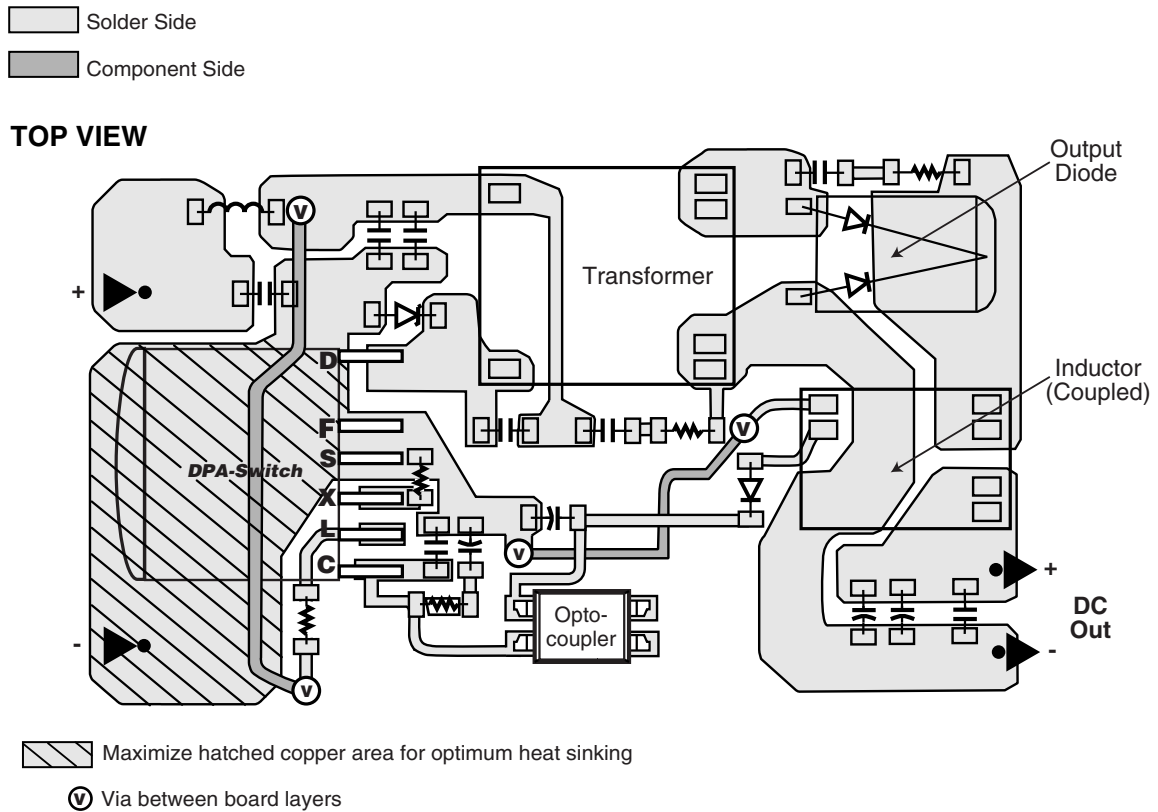 Solder Side
Component Side
TOP VIEW
Output
Diode
V
Transformer
+
D
Inductor
(Coupled)
F
V
S
DPA-Switch
X
L
V
C
+
DC
Out
Opto-
coupler
-
-
V
Maximize hatched copper area for optimum heat sinking
V Via between board layers